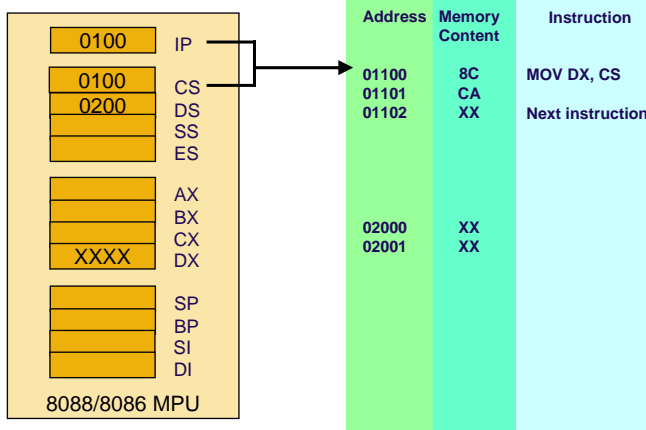 0100 IP
0100 CS
0200 DS
SS
ES
AX
BX
CX
XXXX DX
SP
BP
SI
DI
8088/8086 MPU
Address Memory Content Instruction
01100 8C MOV DX, CS
01101 CA
01102 XX Next instruction
02000 XX
02001 XX